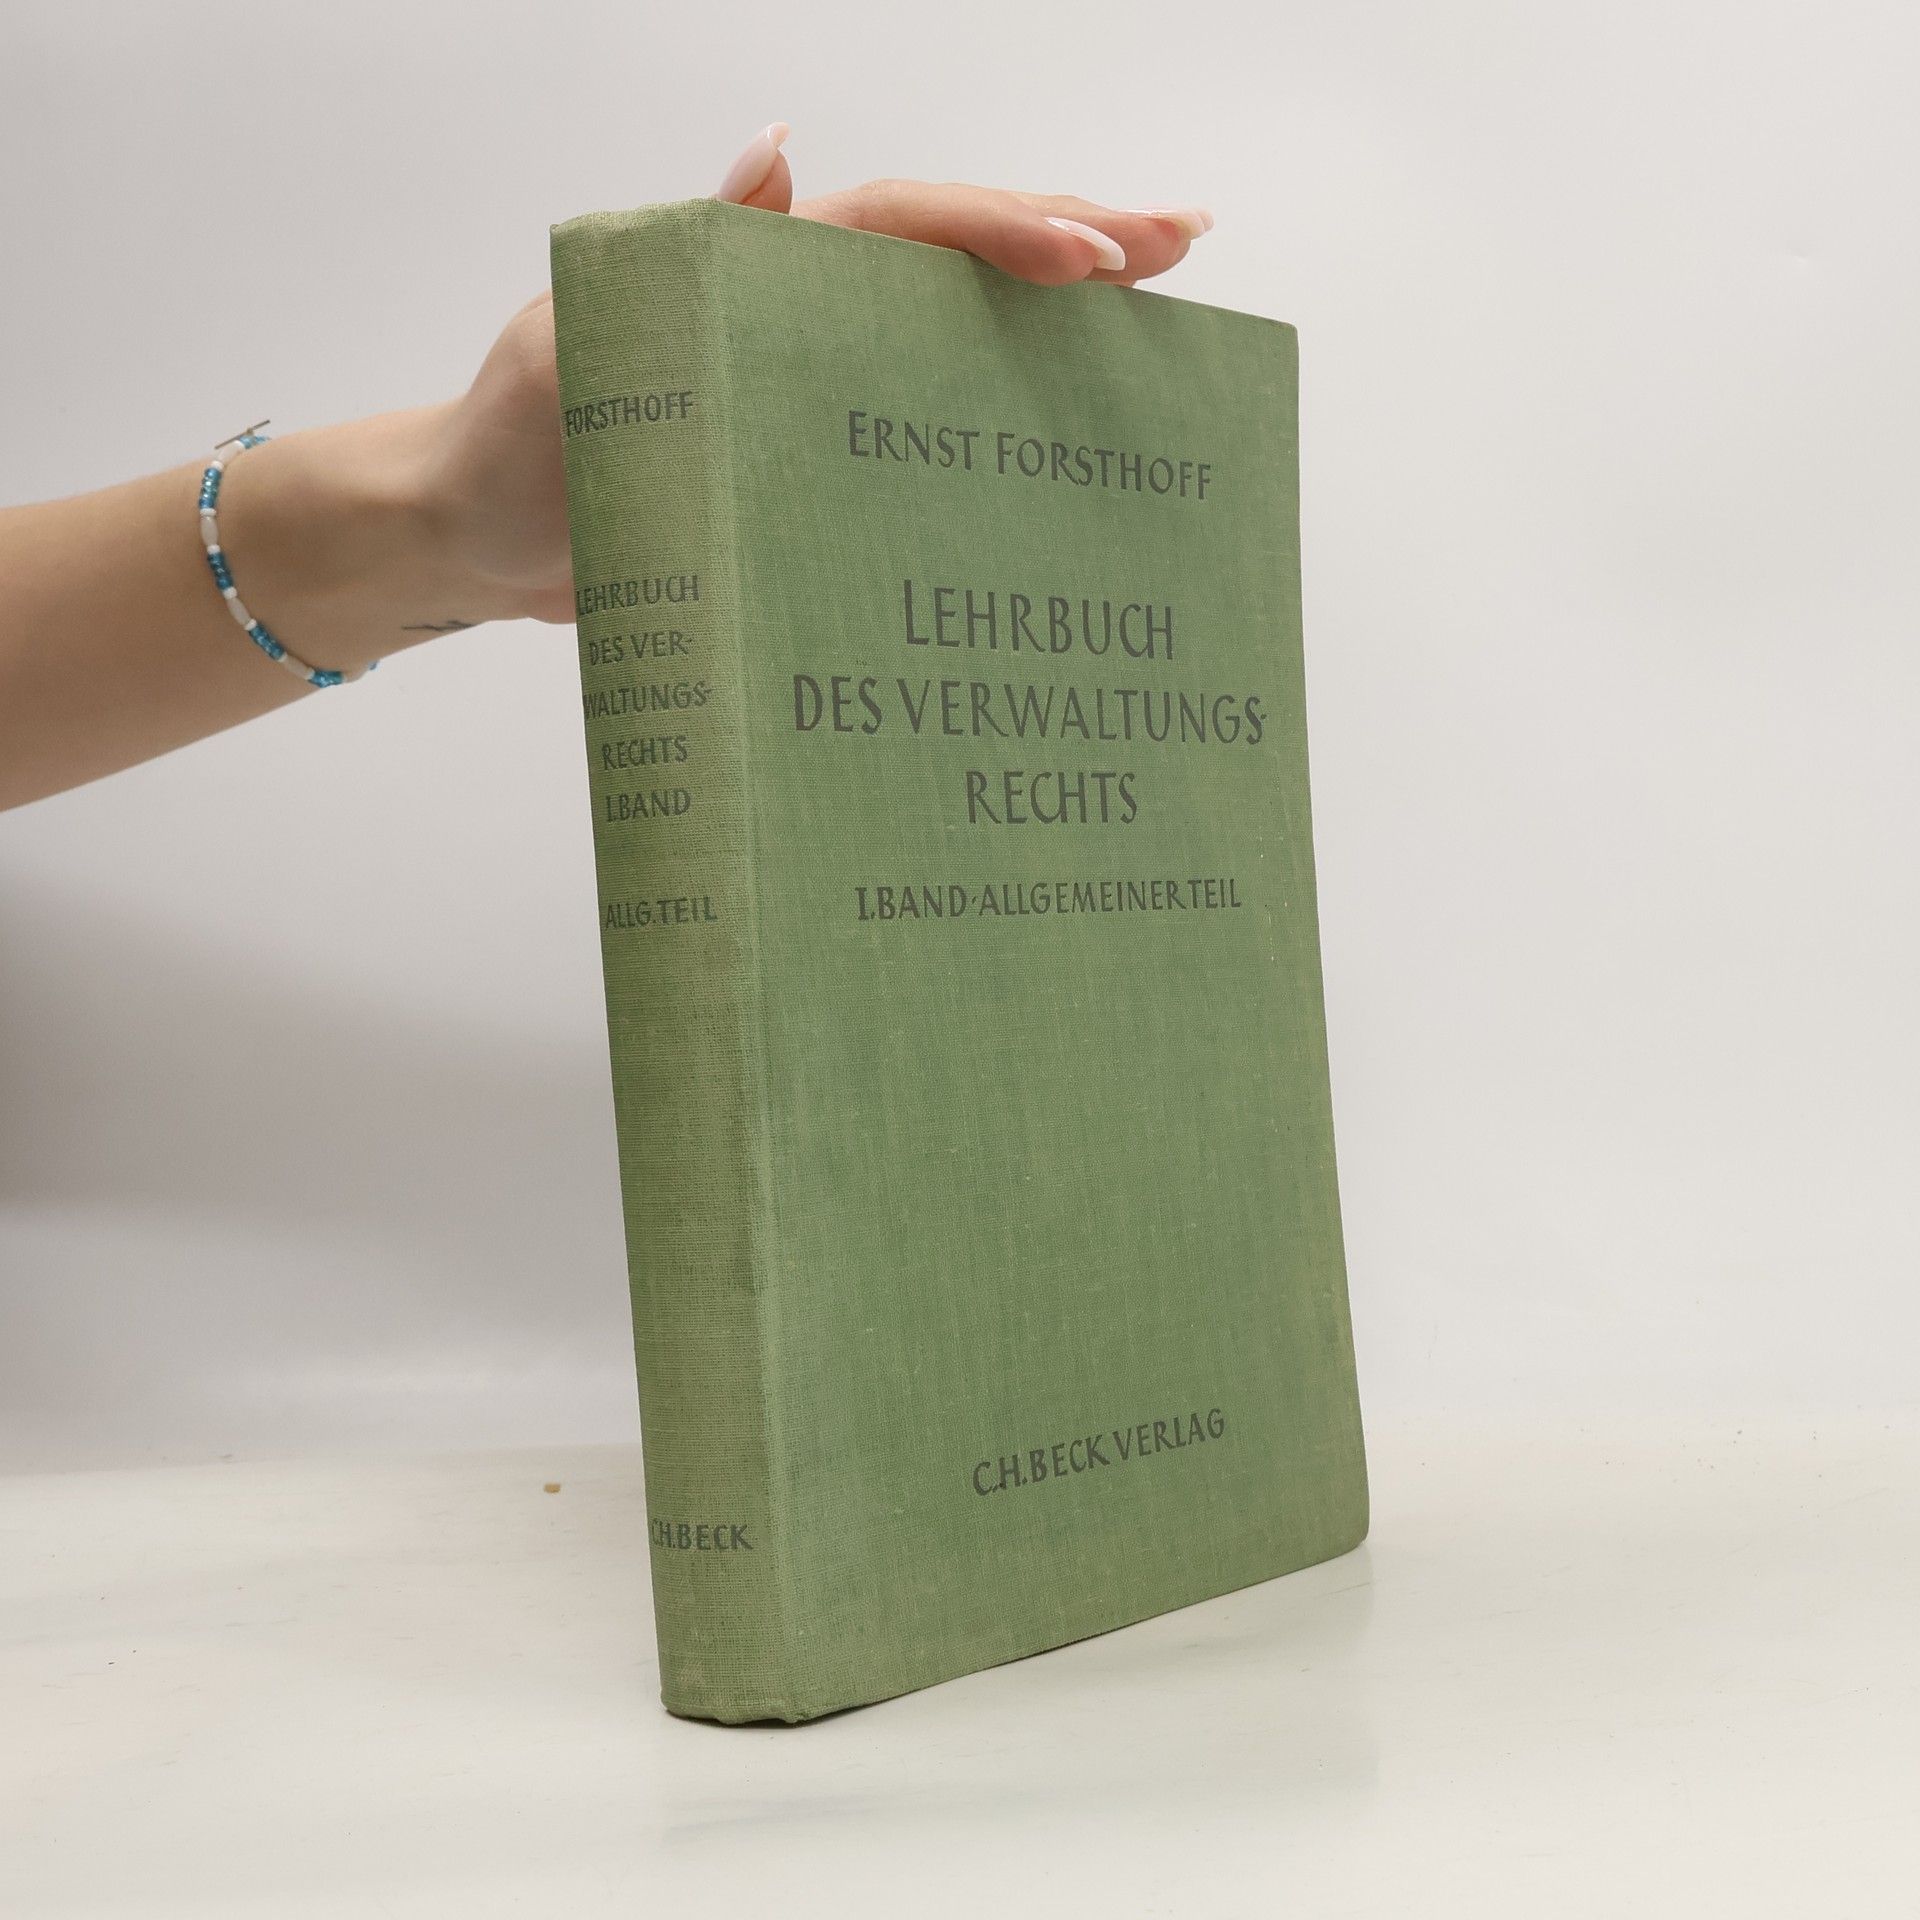 FORSTHOFF
LEHRBUCH
DES VER-
WALTUNGS-
RECHTS
I.BAND
ALLG.TEIL
C.H.BECK
ERNST FORSTHOFF
LEHRBUCH
DES VERWALTUNGS-
RECHTS
I.BAND·ALLGEMEINER TEIL
C.H.BECK VERLAG